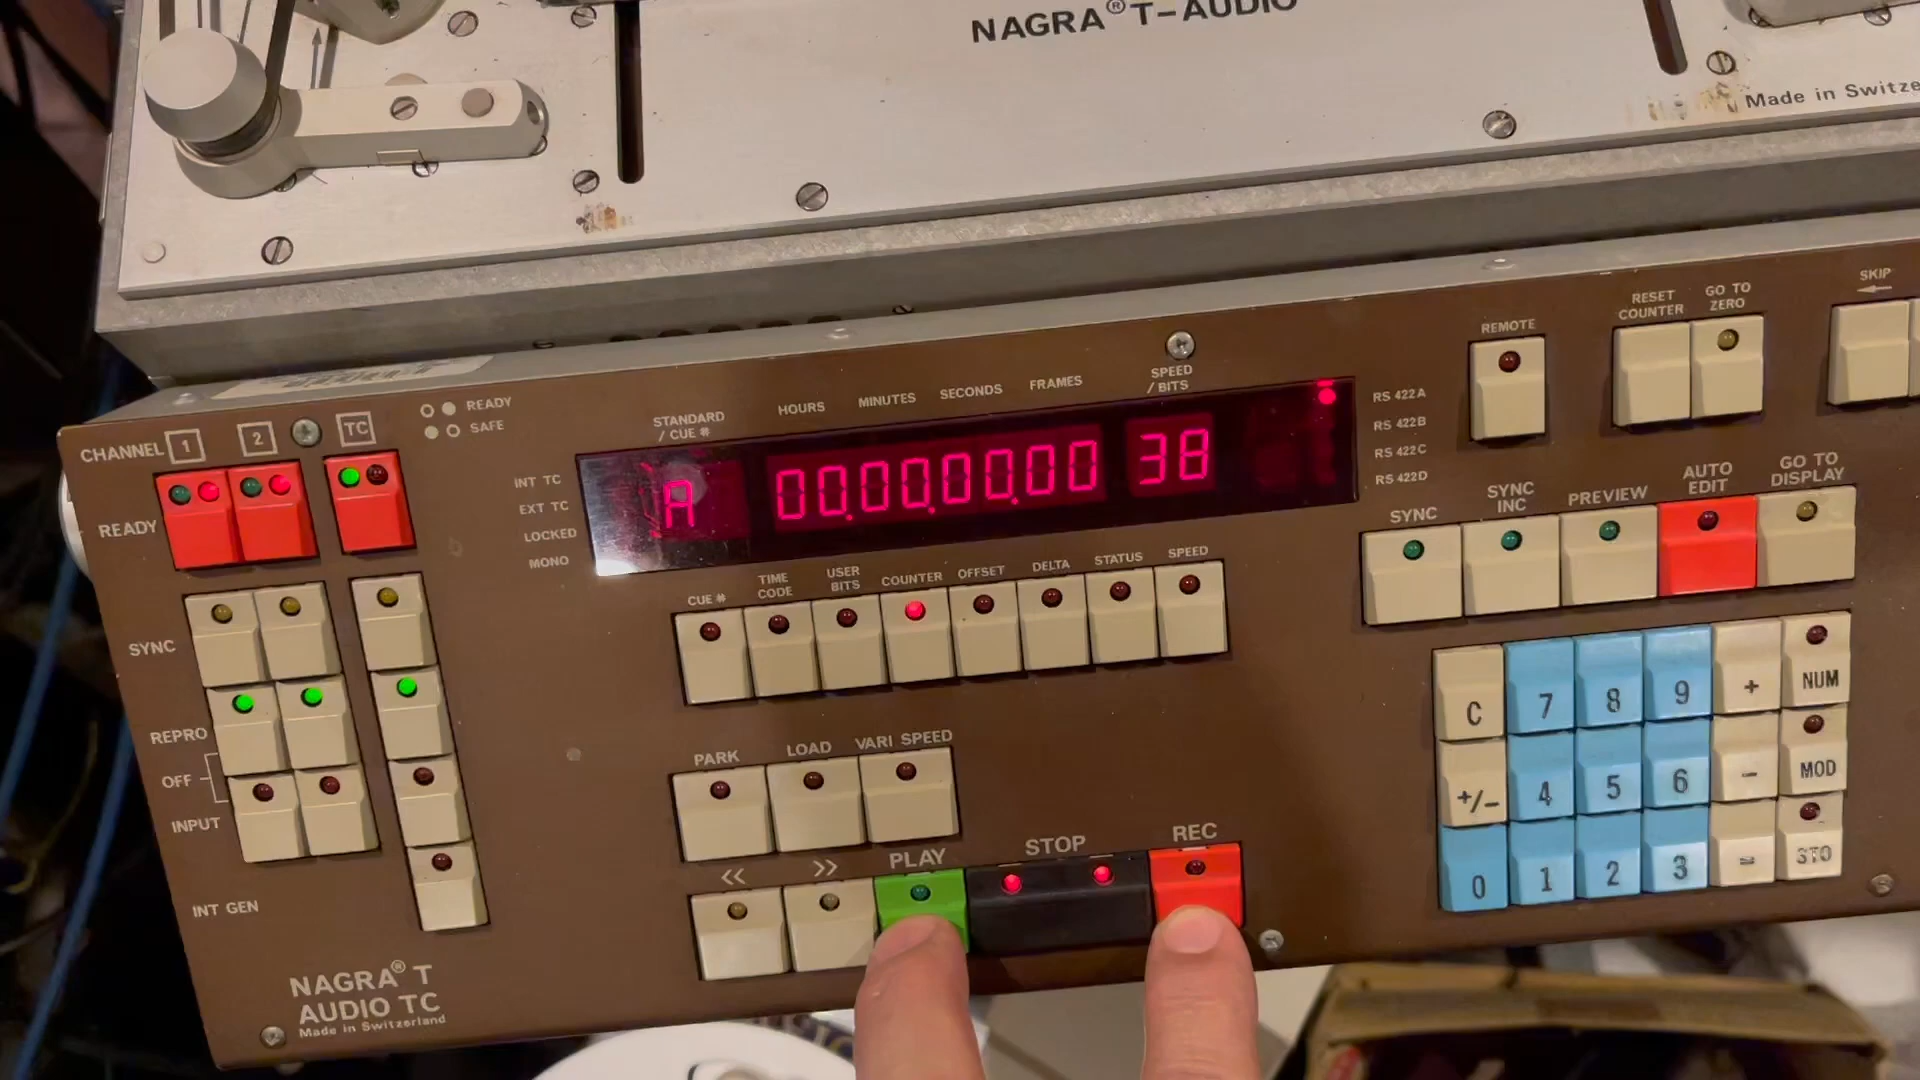 NAGRA® T-AUDIO
Made in Switze
SKIP
RESET COUNTER
GO TO ZERO
REMOTE
SPEED / BITS
HOURS MINUTES SECONDS FRAMES
STANDARD / CUE #
READY
SAFE
CHANNEL 1 2 TC
READY
INT TC
EXT TC
LOCKED
MONO
A 00.00.00.00 38
RS 422A
RS 422B
RS 422C
RS 422D
SYNC
SYNC INC
PREVIEW
AUTO EDIT
GO TO DISPLAY
CUE #
TIME CODE
USER BITS
COUNTER
OFFSET
DELTA
STATUS
SPEED
SYNC
REPRO
OFF
INPUT
INT GEN
PARK LOAD VARI SPEED
<< >> PLAY STOP REC
C 7 8 9 + NUM
+/- 4 5 6 - MOD
0 1 2 3 = STO
NAGRA® T
AUDIO TC
Made in Switzerland